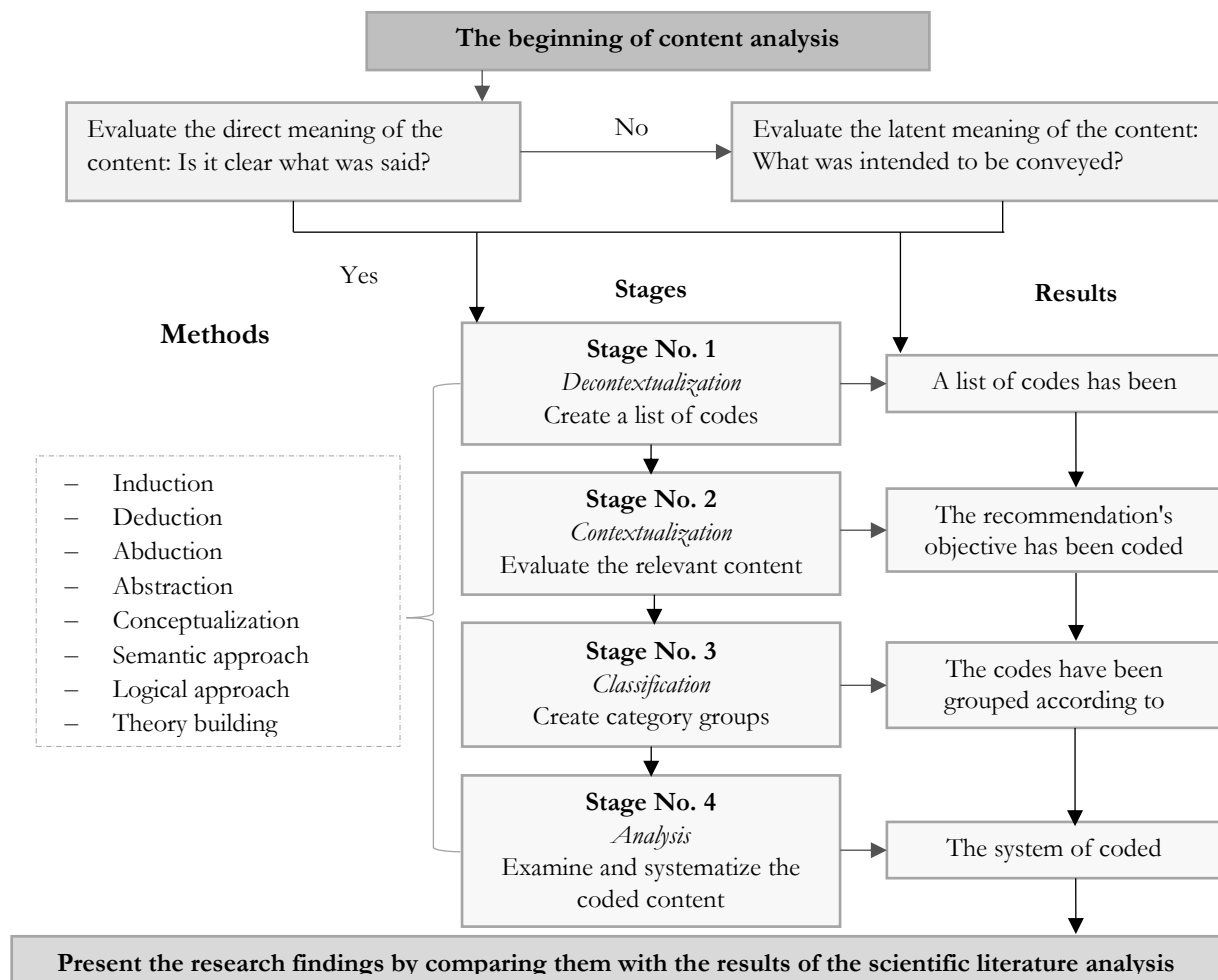 The beginning of content analysis
Evaluate the direct meaning of the
content: Is it clear what was said?
No
Evaluate the latent meaning of the content:
What was intended to be conveyed?
Yes
Stages
Results
Methods
Stage No. 1
Decontextualization
Create a list of codes
A list of codes has been
– Induction
– Deduction
– Abduction
– Abstraction
– Conceptualization
– Semantic approach
– Logical approach
– Theory building
Stage No. 2
Contextualization
Evaluate the relevant content
The recommendation's
objective has been coded
Stage No. 3
Classification
Create category groups
The codes have been
grouped according to
Stage No. 4
Analysis
Examine and systematize the
coded content
The system of coded
Present the research findings by comparing them with the results of the scientific literature analysis